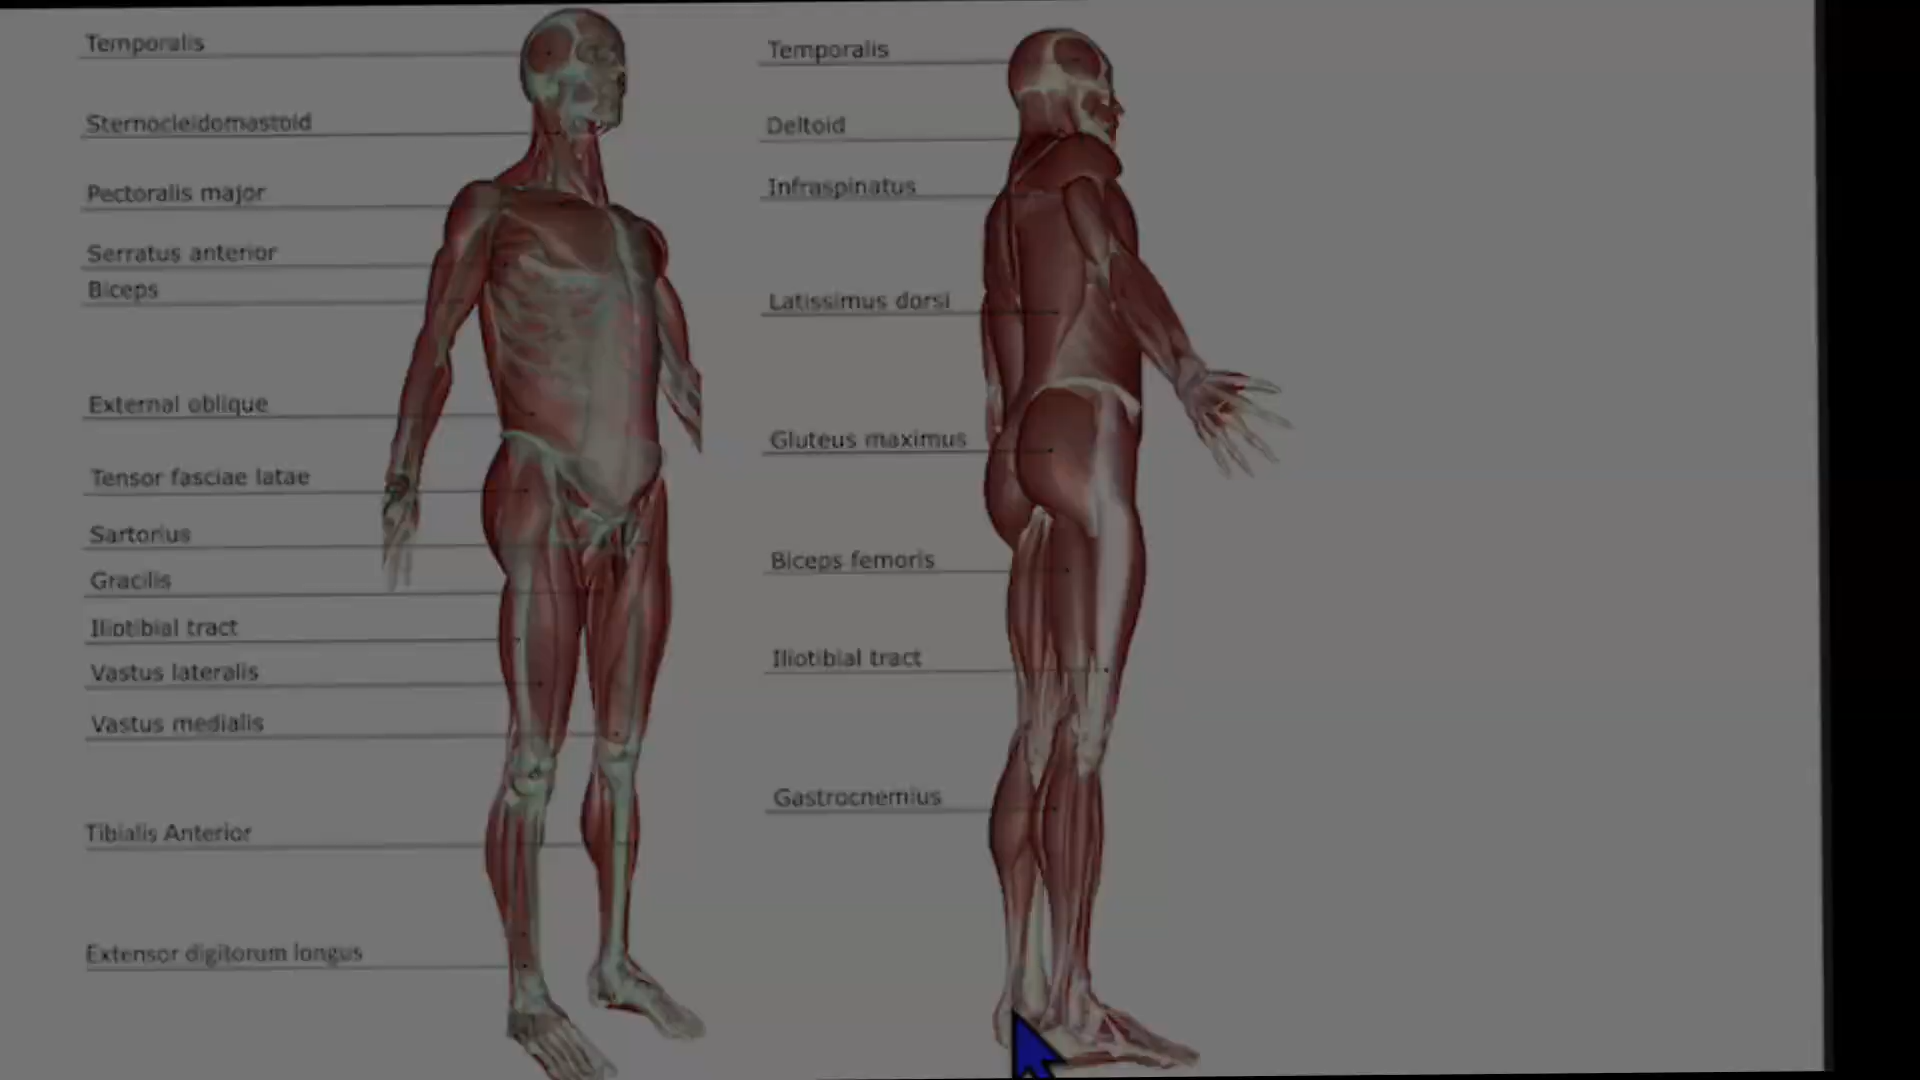 Temporalis
Sternocleidomastoid
Pectoralis major
Serratus anterior
Biceps
External oblique
Tensor fasciae latae
Sartorius
Gracilis
Iliotibial tract
Vastus lateralis
Vastus medialis
Tibialis Anterior
Extensor digitorum longus
Temporalis
Deltoid
Infraspinatus
Latissimus dorsi
Gluteus maximus
Biceps femoris
Iliotibial tract
Gastrocnemius